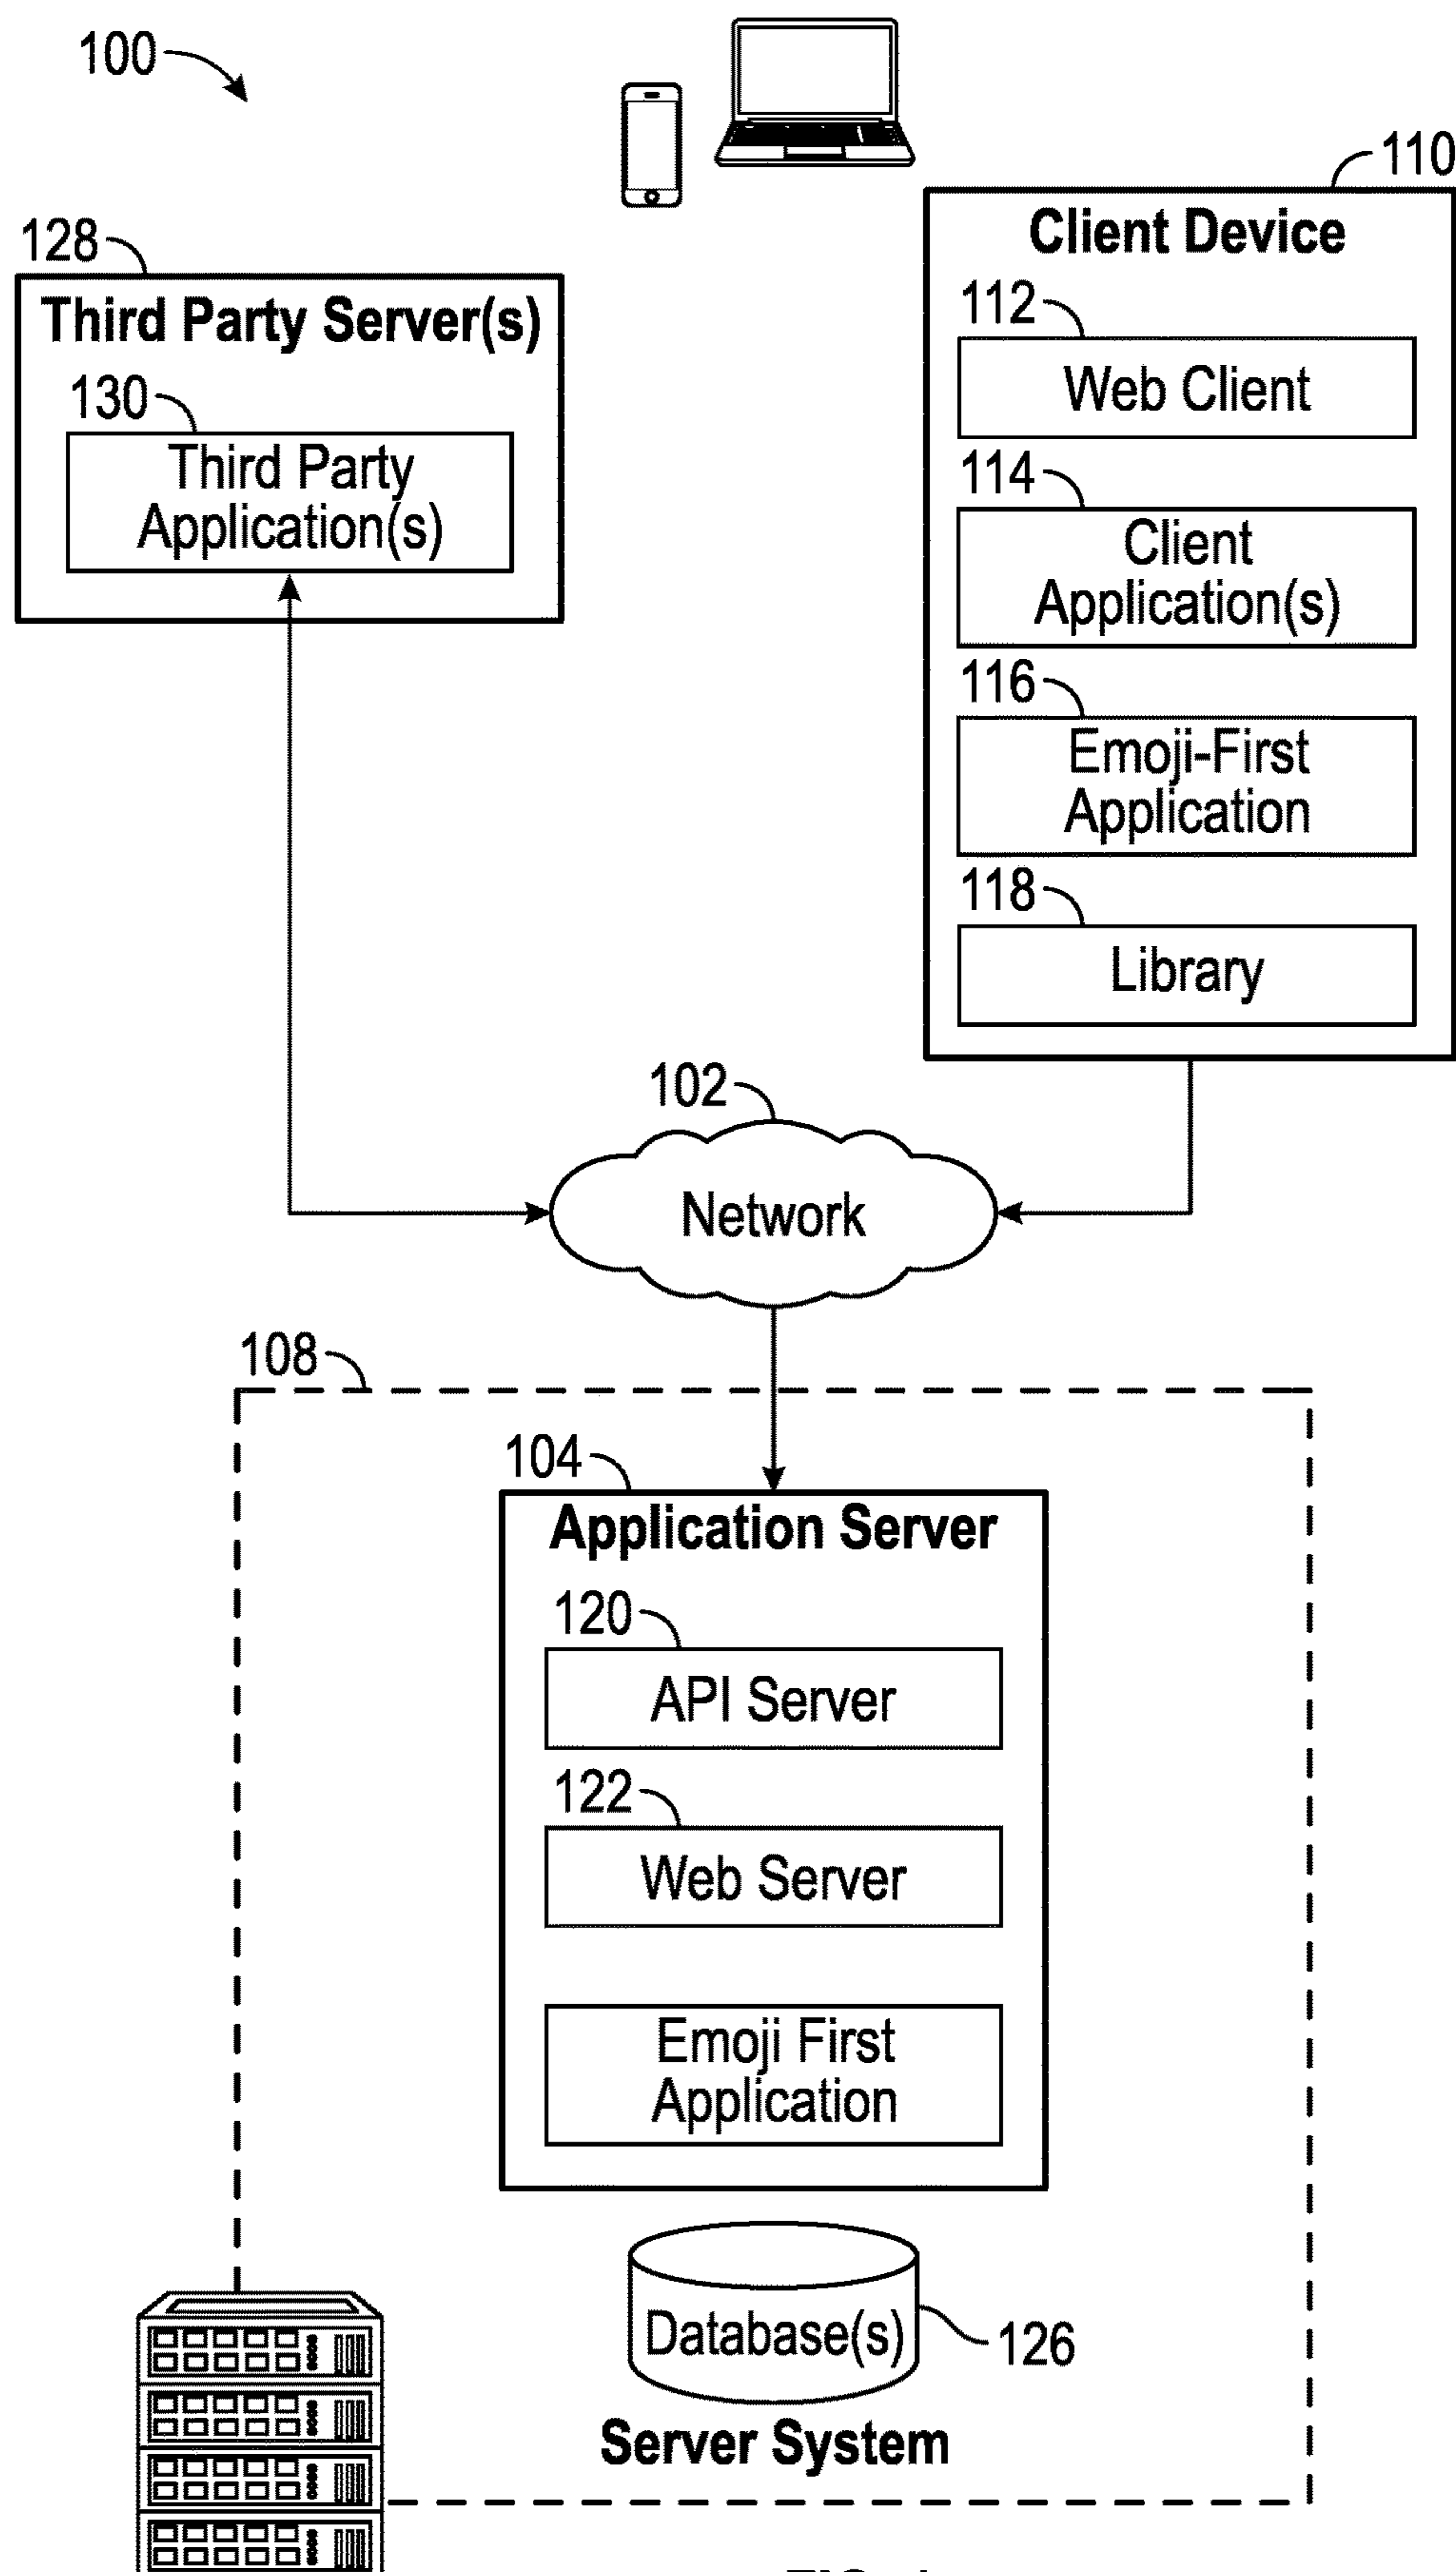 100
110
Client Device
128
Third Party Server(s)
112
Web Client
130
Third Party
Application(s)
114
Client
Application(s)
116
Emoji-First
Application
118
Library
102
Network
108
104
Application Server
120
API Server
122
Web Server
Emoji First
Application
Database(s)
126
Server System